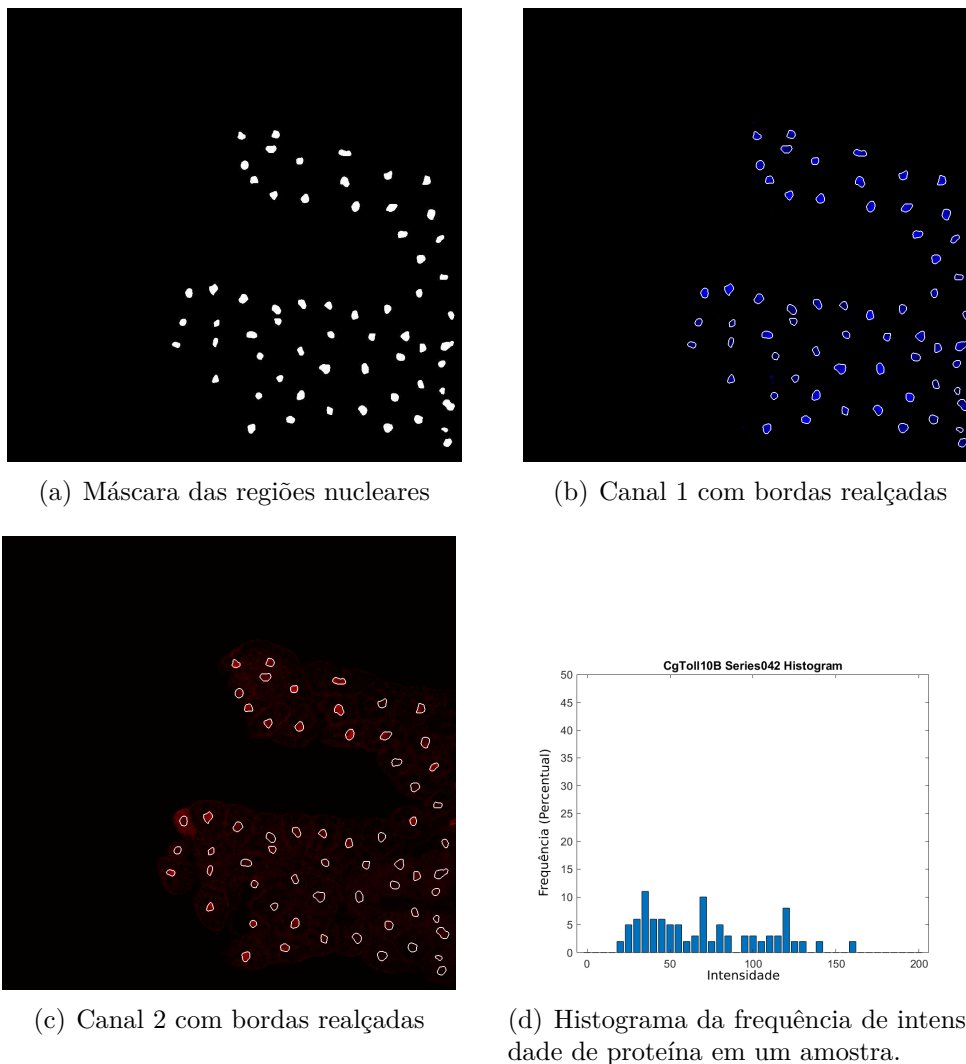 (a) Máscara das regiões nucleares
(b) Canal 1 com bordas realçadas
(c) Canal 2 com bordas realçadas
CgToll10B Series042 Histogram
Frequência (Percentual)
50
45
40
35
30
25
20
15
10
5
0
0 50 100 150 200
Intensidade
(d) Histograma da frequência de intens
dade de proteína em um amostra.